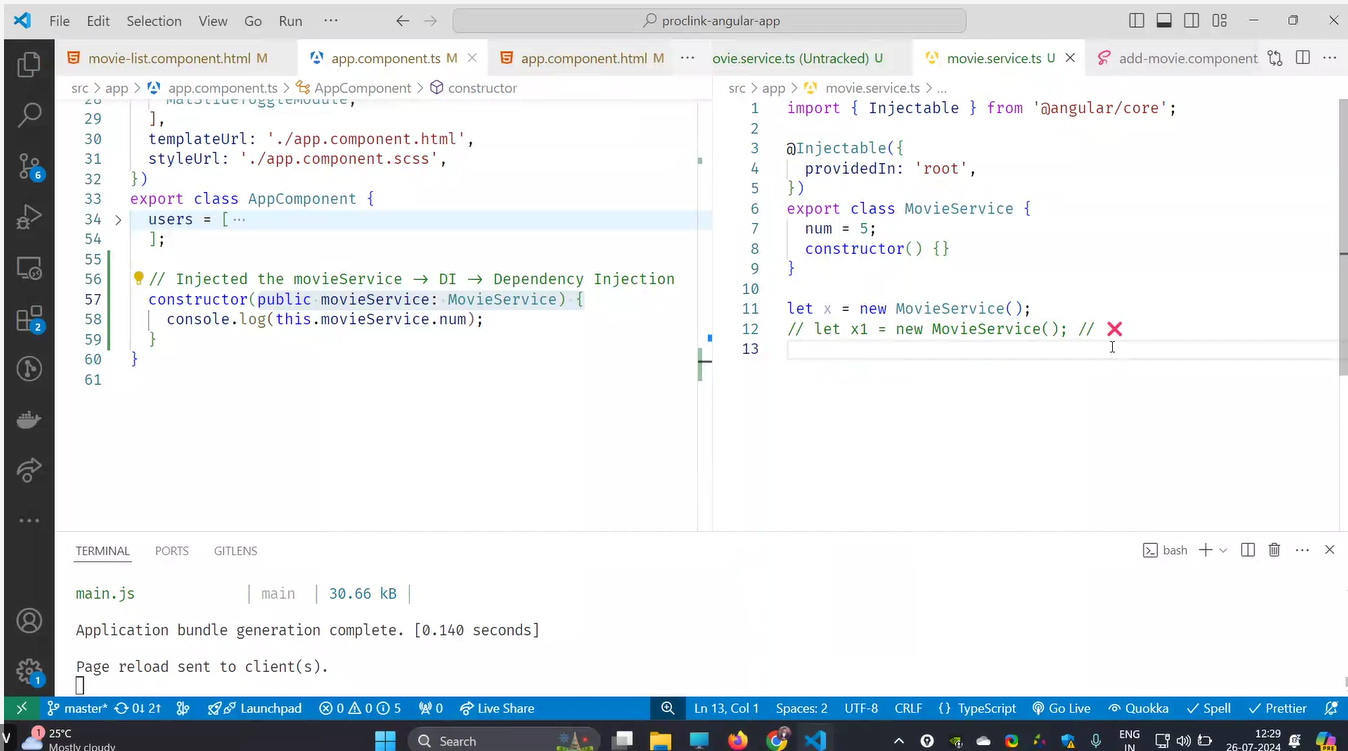 File Edit Selection View Go Run ··· proclink-angular-app
movie-list.component.html M app.component.ts M app.component.html M ···
src > app > app.component.ts > AppComponent > constructor
28 MatSlideToggleModule,
29 ],
30 templateUrl: './app.component.html',
31 styleUrl: './app.component.scss',
32 })
33 export class AppComponent {
34 users = [ ···
54 ];
55
56 // Injected the movieService → DI → Dependency Injection
57 constructor(public movieService: MovieService) {
58 console.log(this.movieService.num);
59 }
60 }
61
ovie.service.ts (Untracked) U movie.service.ts U add-movie.component ···
src > app > movie.service.ts > ...
1 import { Injectable } from '@angular/core';
2
3 @Injectable({
4 providedIn: 'root',
5 })
6 export class MovieService {
7 num = 5;
8 constructor() {}
9 }
10
11 let x = new MovieService();
12 // let x1 = new MovieService(); // ❌
13
6
2
1
TERMINAL PORTS GITLENS bash
main.js | main | 30.66 kB |
Application bundle generation complete. [0.140 seconds]
Page reload sent to client(s).
master* 0↓ 2↑ Launchpad 0 0 5 0 Live Share Ln 13, Col 1 Spaces: 2 UTF-8 CRLF {} TypeScript Go Live Quokka Spell Prettier
1
25°C
Mostly cloudy
Search
ENG
IN
12:29
26-07-2024